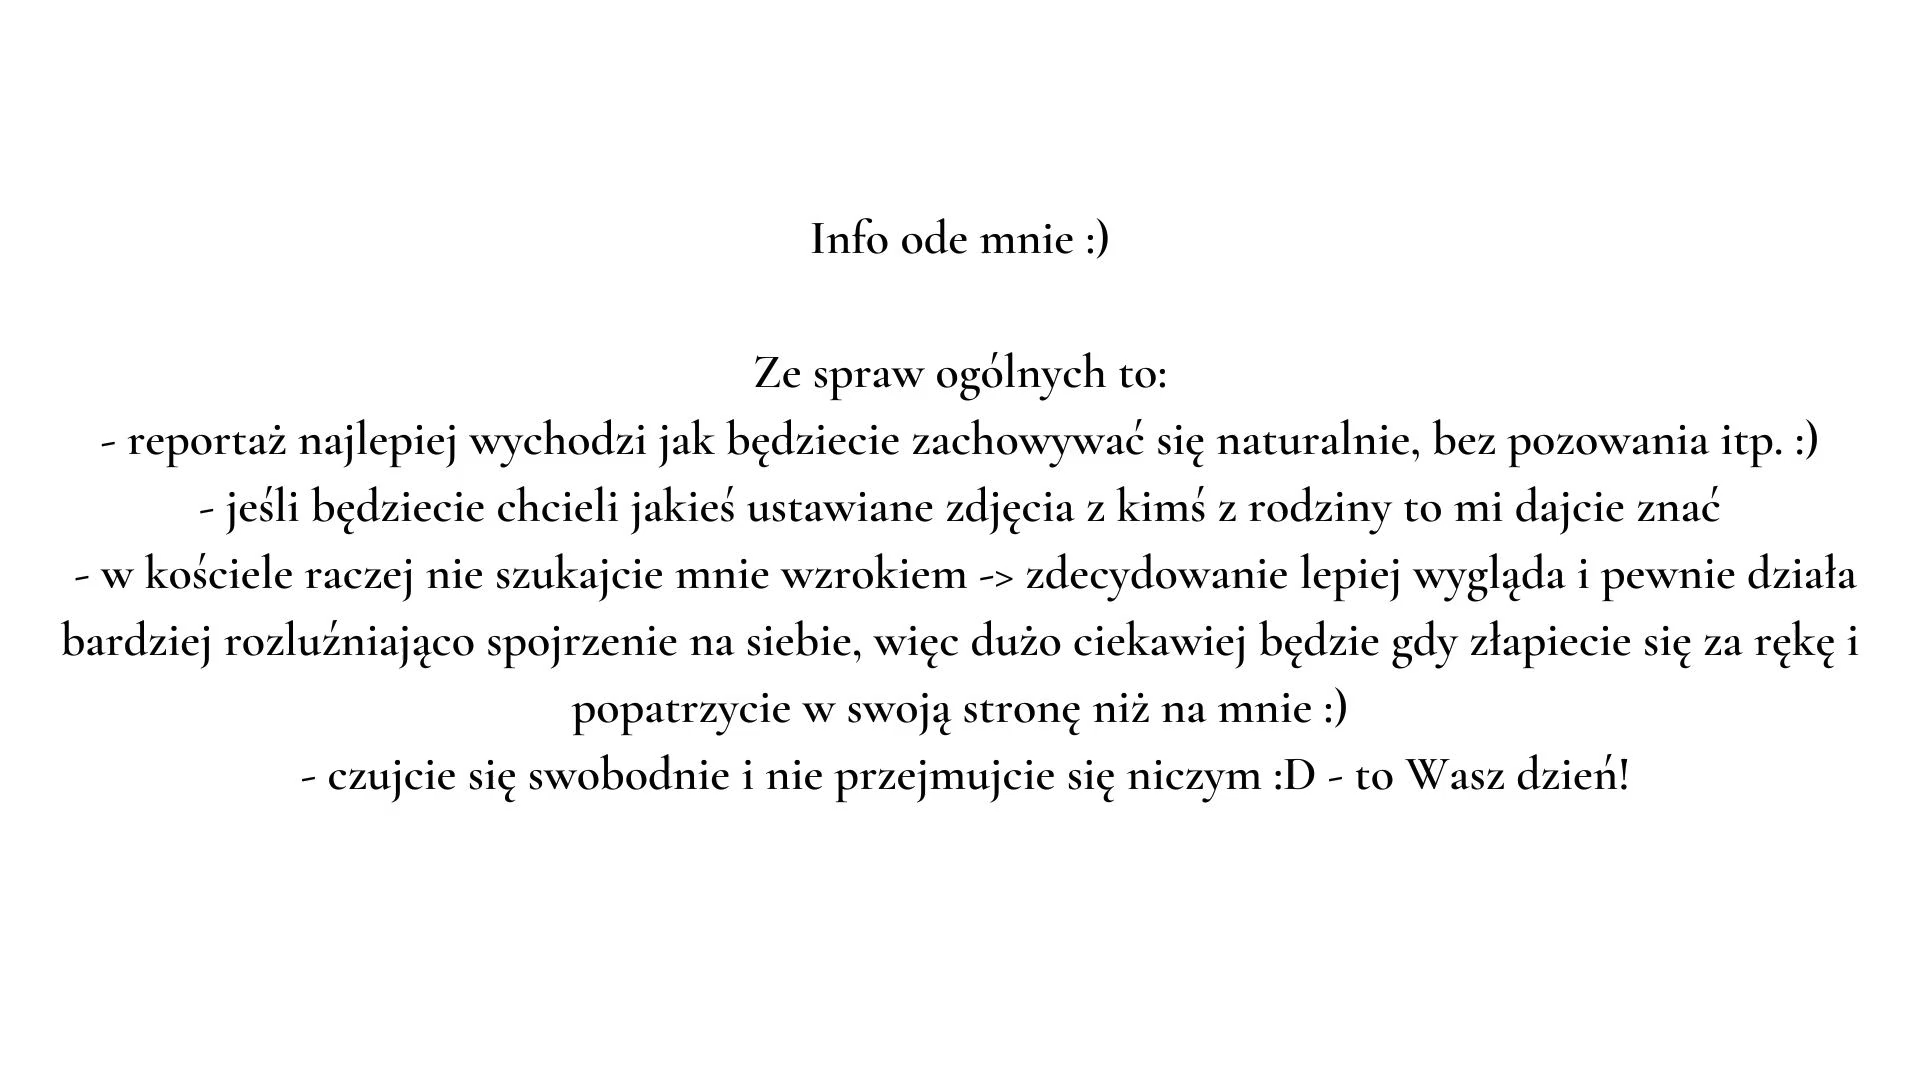 Info ode mnie :)
Ze spraw ogólnych to:
- reportaż najlepiej wychodzi jak będziecie zachowywać się naturalnie, bez pozowania itp. :)
- jeśli będziecie chcieli jakieś ustawiane zdjęcia z kimś z rodziny to mi dajcie znać
- w kościele raczej nie szukajcie mnie wzrokiem -> zdecydowanie lepiej wygląda i pewnie działa
bardziej rozluźniająco spojrzenie na siebie, więc dużo ciekawiej będzie gdy złapiecie się za rękę i
popatrzycie w swoją stronę niż na mnie :)
- czujcie się swobodnie i nie przejmujcie się niczym :D - to Wasz dzień!